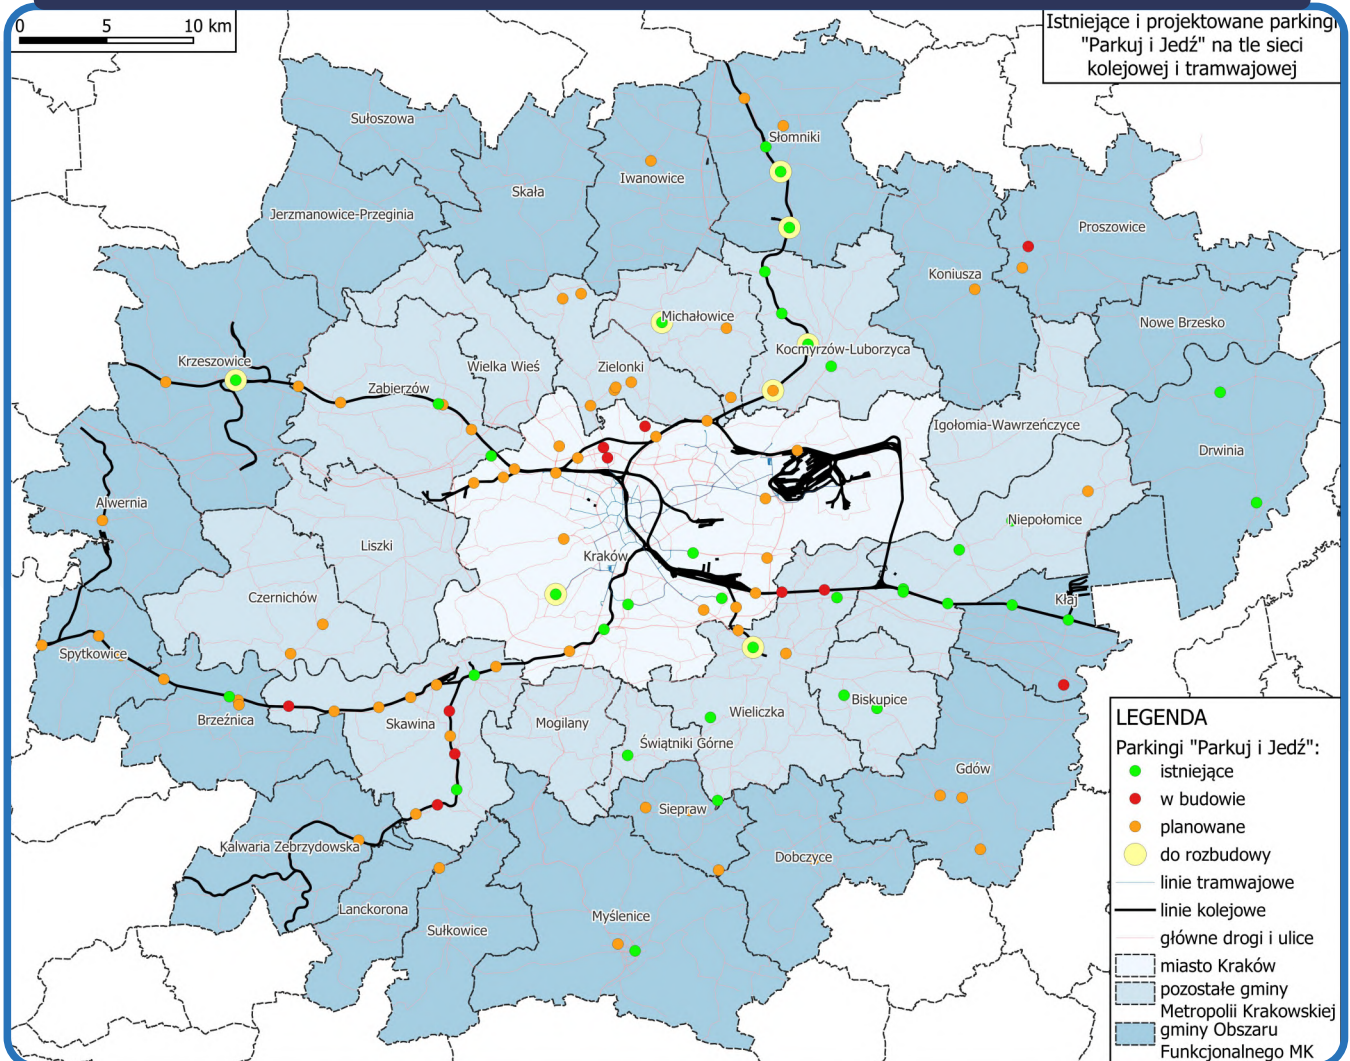 0 5 10 km
Istniejące i projektowane parkingi
"Parkuj i Jedź" na tle sieci
kolejowej i tramwajowej
Sułoszowa
Słomniki
Iwanowice
Skała
Jerzmanowice-Przeginia
Proszowice
Koniusza
Michałowice
Nowe Brzesko
Kocmyrzów-Luborzyca
Krzeszowice
Wielka Wieś
Zielonki
Zabierzów
Igołomia-Wawrzeńczyce
Drwinia
Alwernia
Niepołomice
Liszki
Kraków
Czernichów
Kłaj
Spytkowice
Biskupice
Brzeźnica
Skawina
Mogilany
Wieliczka
Świątniki Górne
Gdów
Siepraw
Kalwaria Zebrzydowska
Dobczyce
Lanckorona
Myślenice
Sułkowice
LEGENDA
Parkingi "Parkuj i Jedź":
istniejące
w budowie
planowane
do rozbudowy
linie tramwajowe
linie kolejowe
główne drogi i ulice
miasto Kraków
pozostałe gminy
Metropolii Krakowskiej
gminy Obszaru
Funkcjonalnego MK